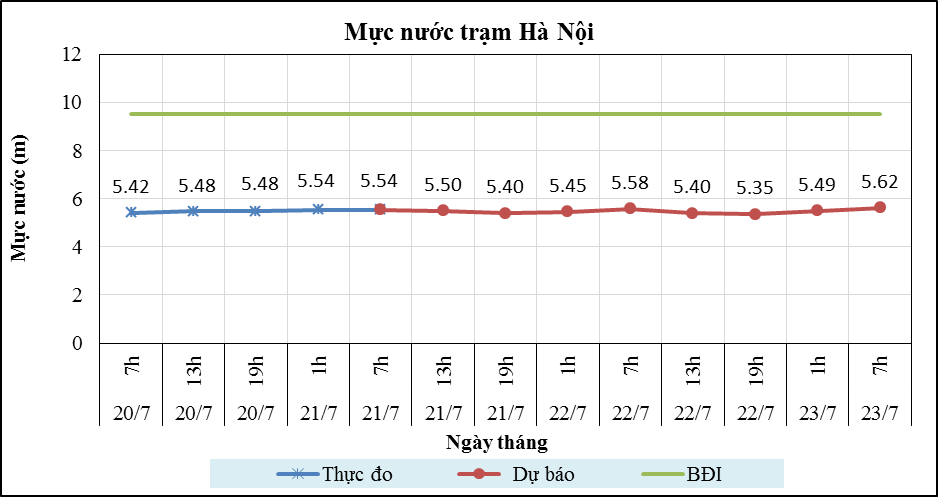 Mực nước trạm Hà Nội
Mực nước (m)
12
10
8
6
4
2
0
5.42 5.48 5.48 5.54 5.54 5.50 5.40 5.45 5.58 5.40 5.35 5.49 5.62
7h 13h 19h 1h 7h 13h 19h 1h 7h 13h 19h 1h 7h
20/7 20/7 20/7 21/7 21/7 21/7 21/7 22/7 22/7 22/7 22/7 23/7 23/7
Ngày tháng
Thực đo Dự báo BĐI